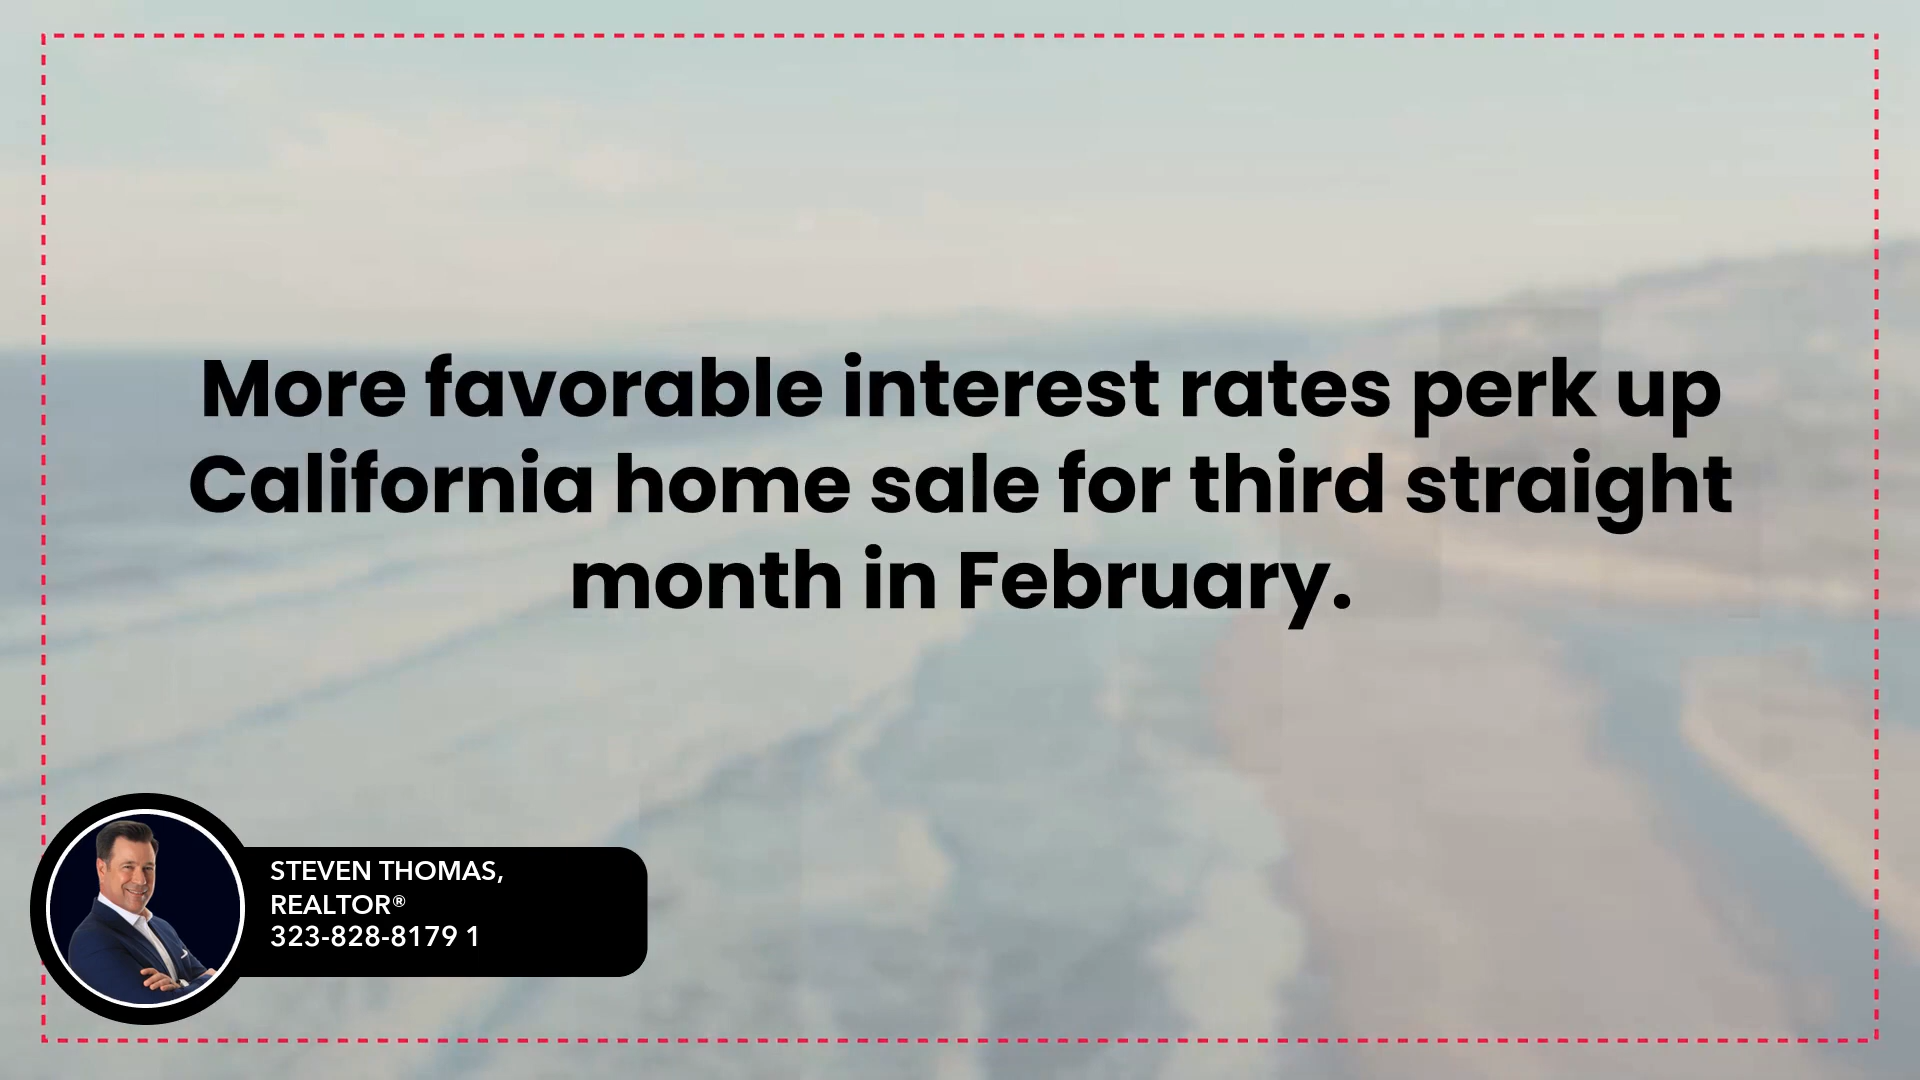 More favorable interest rates perk up
California home sale for third straight
month in February.
STEVEN THOMAS,
REALTOR®
323-828-8179 1